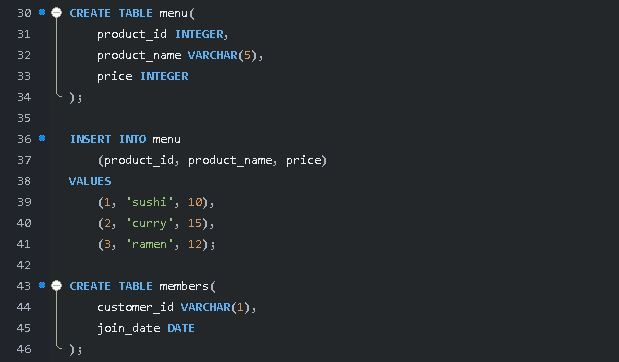 30 CREATE TABLE menu(
31 product_id INTEGER,
32 product_name VARCHAR(5),
33 price INTEGER
34 );
35
36 INSERT INTO menu
37 (product_id, product_name, price)
38 VALUES
39 (1, 'sushi', 10),
40 (2, 'curry', 15),
41 (3, 'ramen', 12);
42
43 CREATE TABLE members(
44 customer_id VARCHAR(1),
45 join_date DATE
46 );